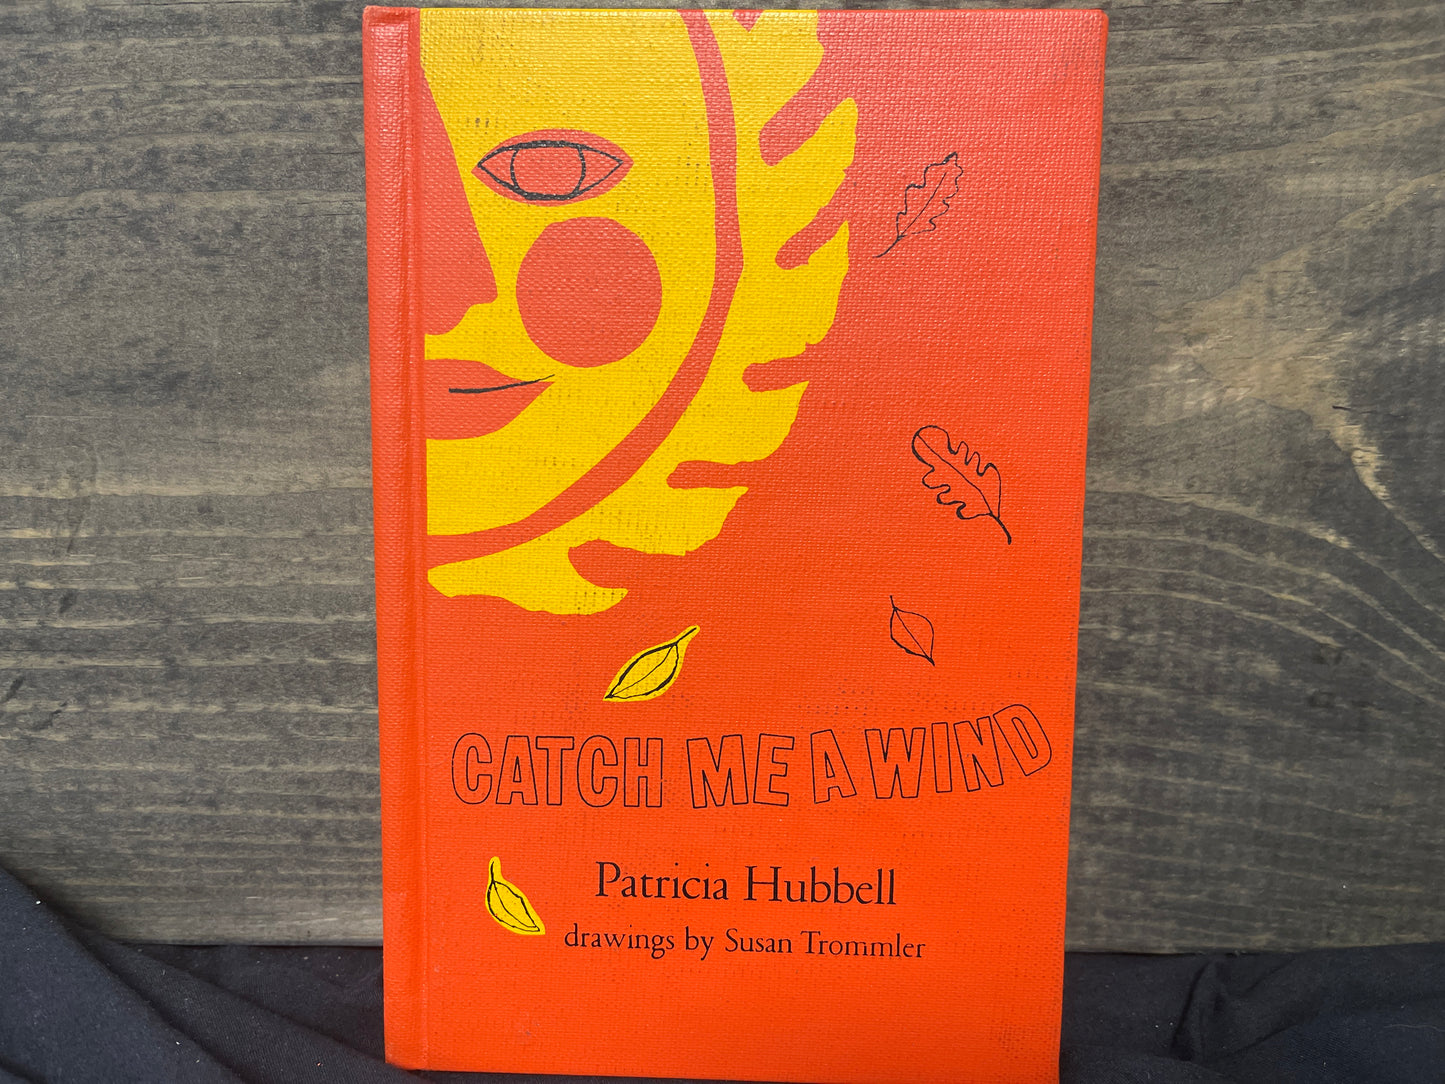 CATCH ME A WIND
Patricia Hubbell
drawings by Susan Trommler